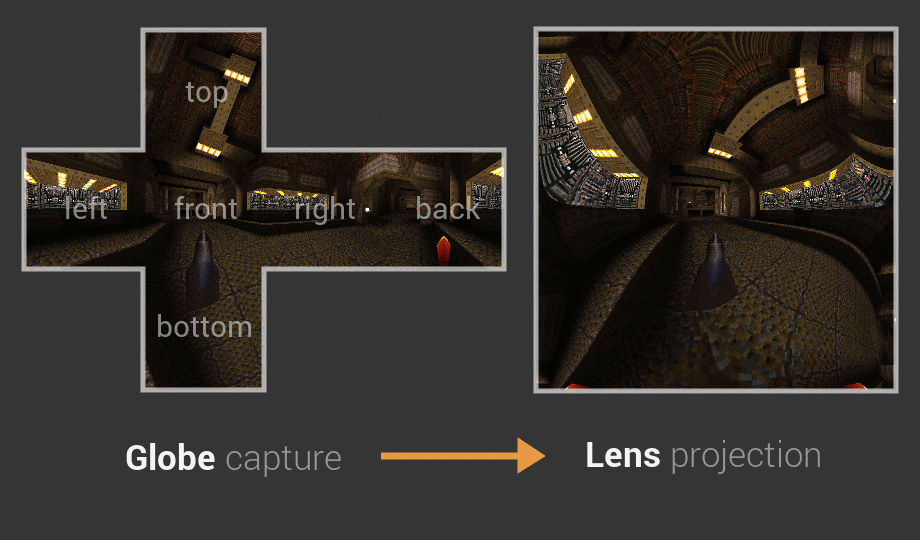 top
left front right back
bottom
Globe capture
Lens projection